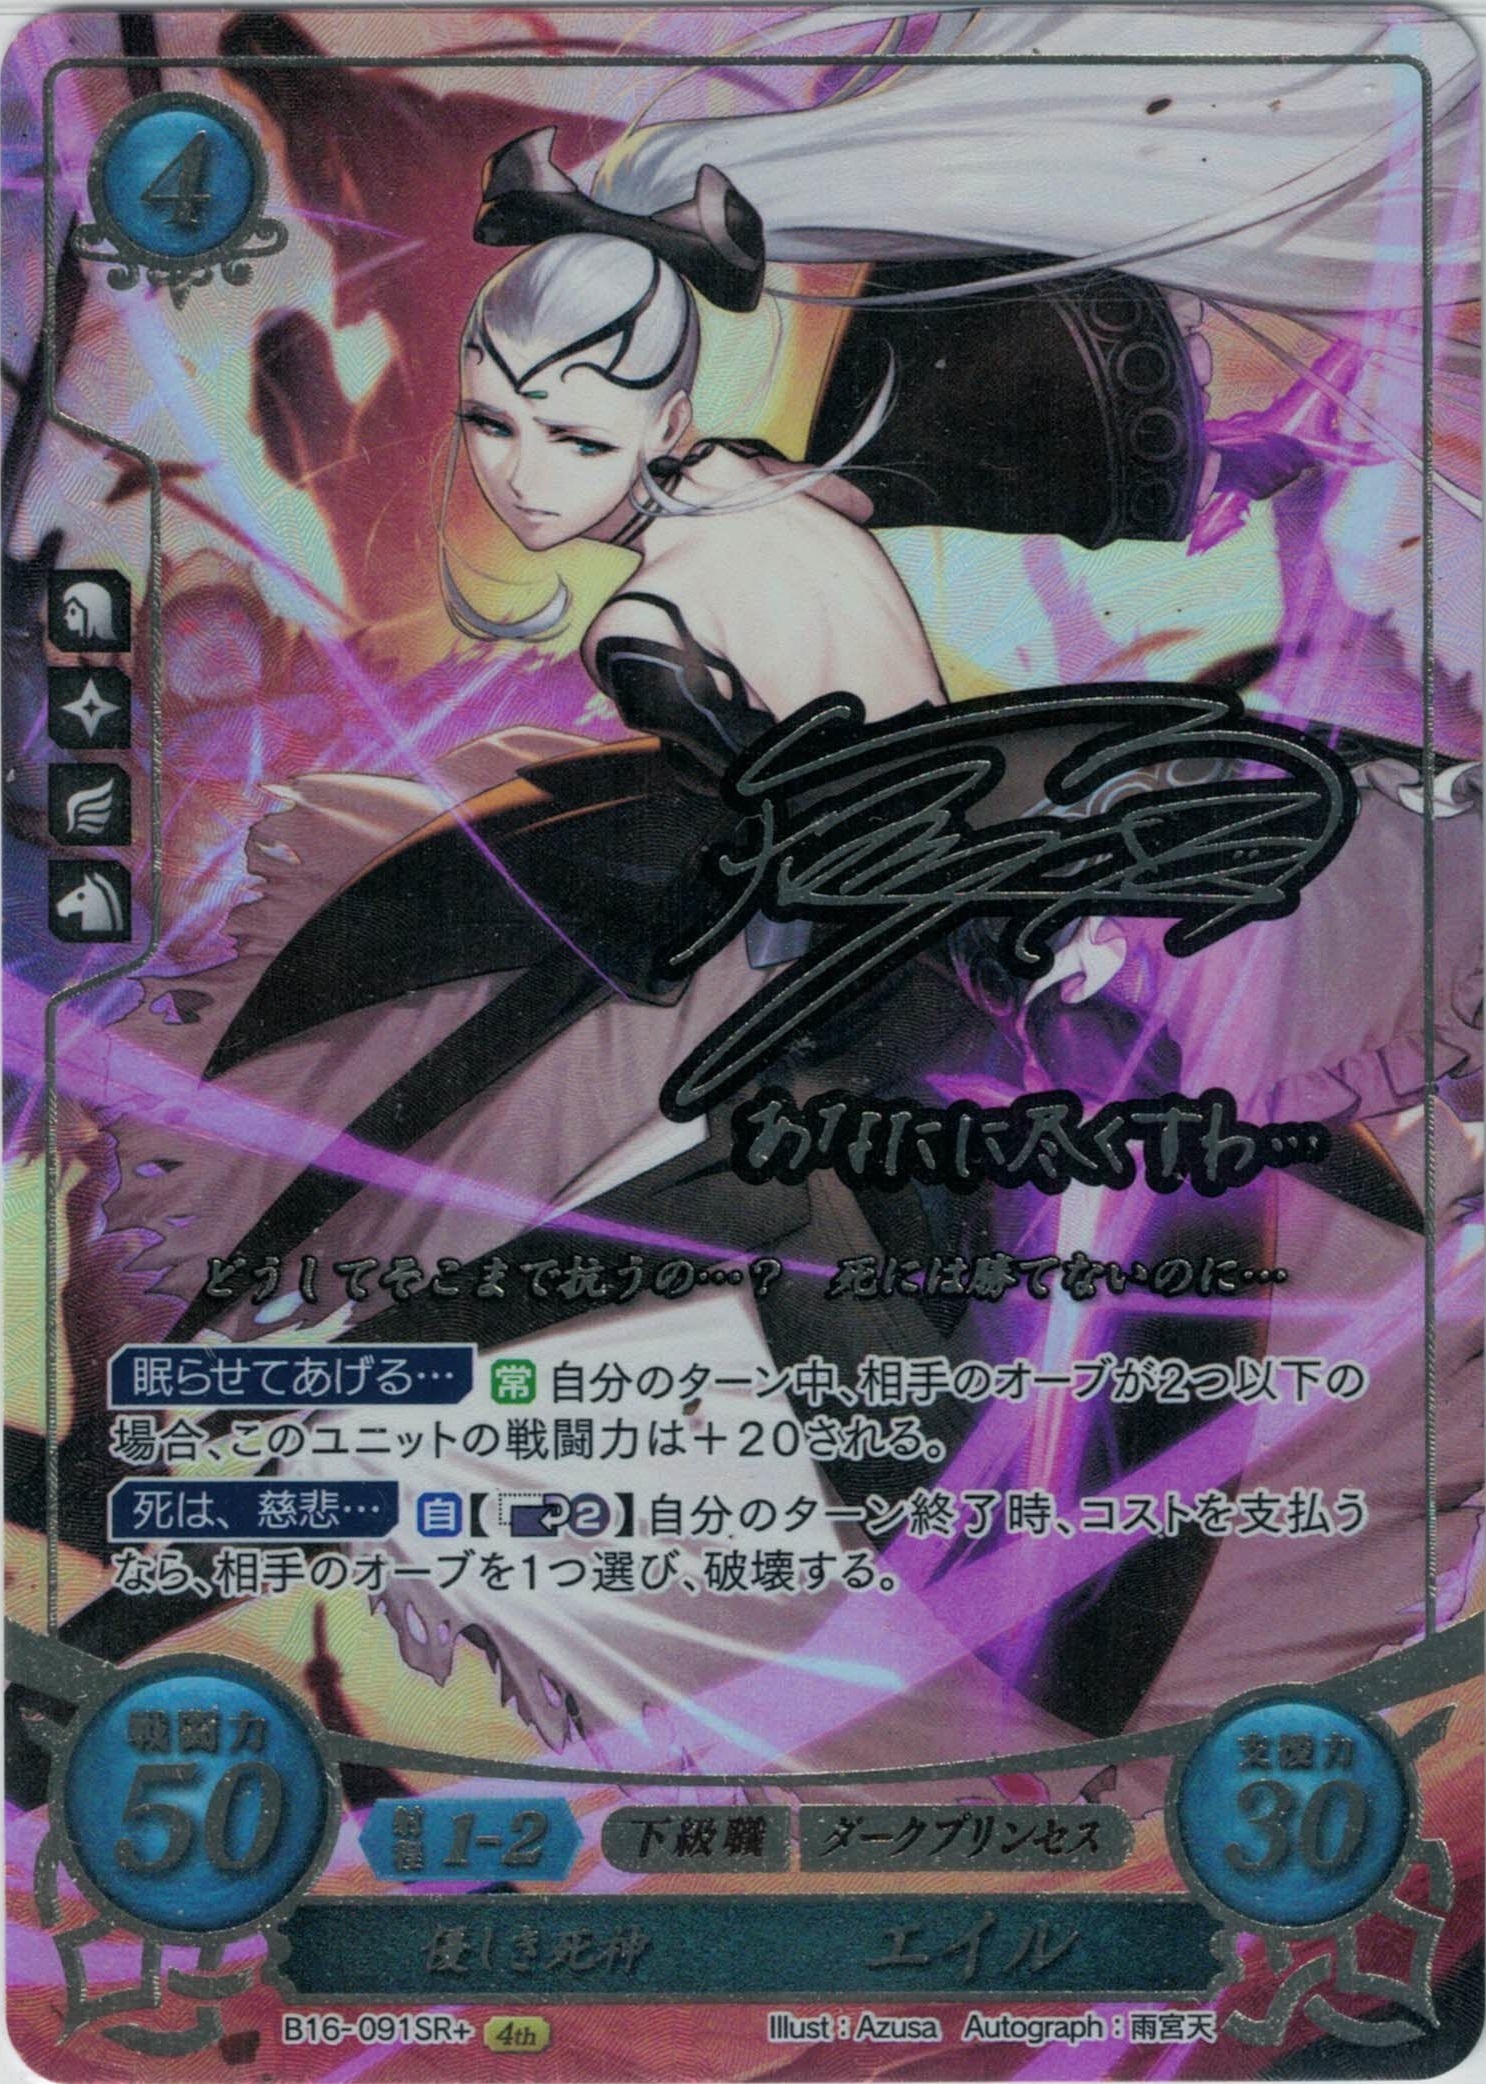 4
あなたに尽くすわ…
どうしてそこまで抗うの…？　死には勝てないのに…
眠らせてあげる… 常 自分のターン中、相手のオーブが2つ以下の
場合、このユニットの戦闘力は＋20される。
死は、慈悲… 自【2】自分のターン終了時、コストを支払う
なら、相手のオーブを1つ選び、破壊する。
戦闘力
50
射程 1-2
下級職 ダークプリンセス
支援力
30
優しき死神 エイル
B16-091SR+ 4th Illust：Azusa Autograph：雨宮天